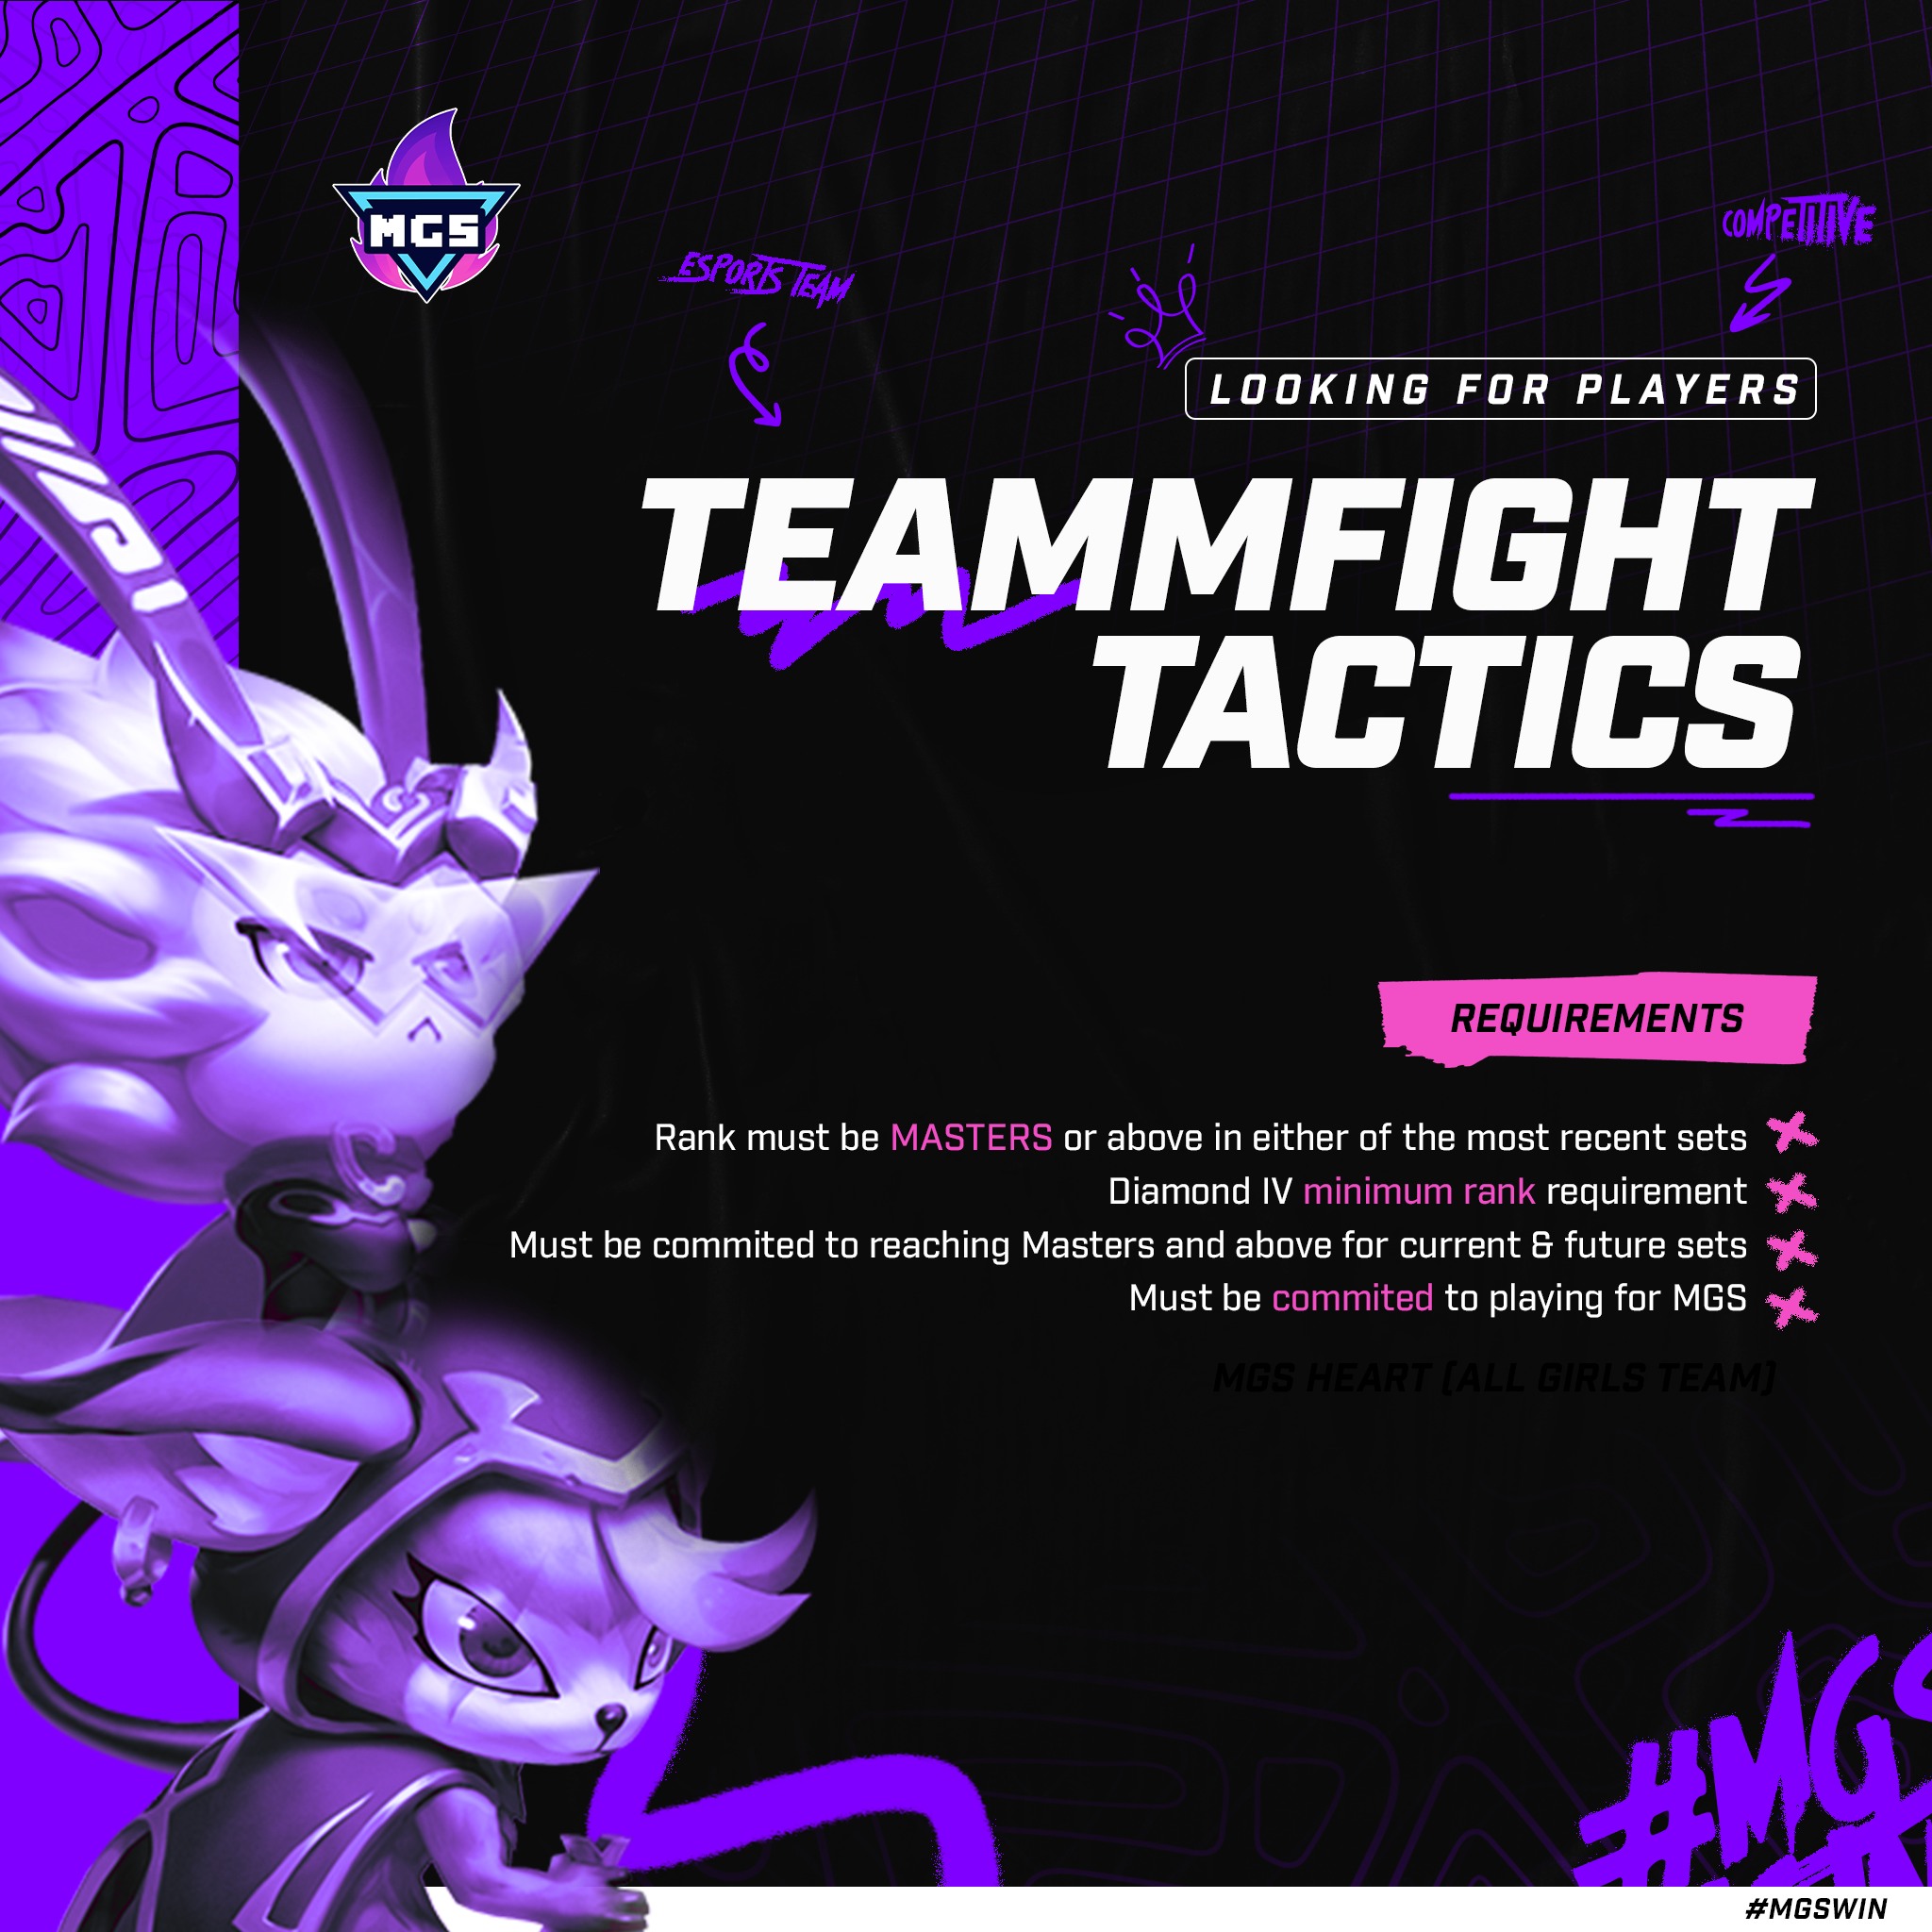 MGS
ESPORTS TEAM
COMPETITIVE
LOOKING FOR PLAYERS
TEAMMFIGHT
TACTICS
REQUIREMENTS
Rank must be MASTERS or above in either of the most recent sets
Diamond IV minimum rank requirement
Must be commited to reaching Masters and above for current & future sets
Must be commited to playing for MGS
MGS HEART (ALL GIRLS TEAM)
#MGS
#MGSWIN